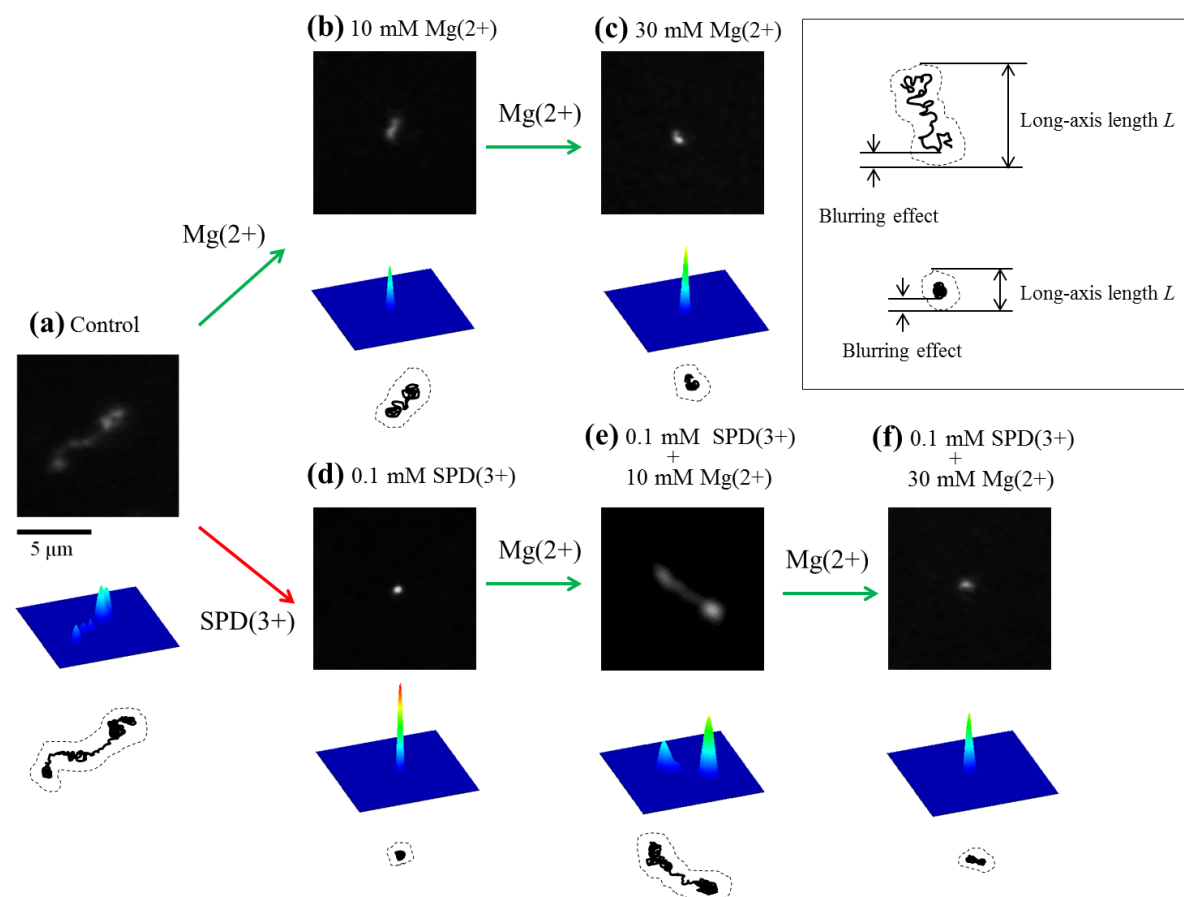 (b) 10 mM Mg(2+)
(c) 30 mM Mg(2+)
Mg(2+)
Long-axis length L
Blurring effect
Long-axis length L
Blurring effect
Mg(2+)
(a) Control
5 μm
SPD(3+)
(d) 0.1 mM SPD(3+)
(e) 0.1 mM SPD(3+)
+
10 mM Mg(2+)
(f) 0.1 mM SPD(3+)
+
30 mM Mg(2+)
Mg(2+)
Mg(2+)